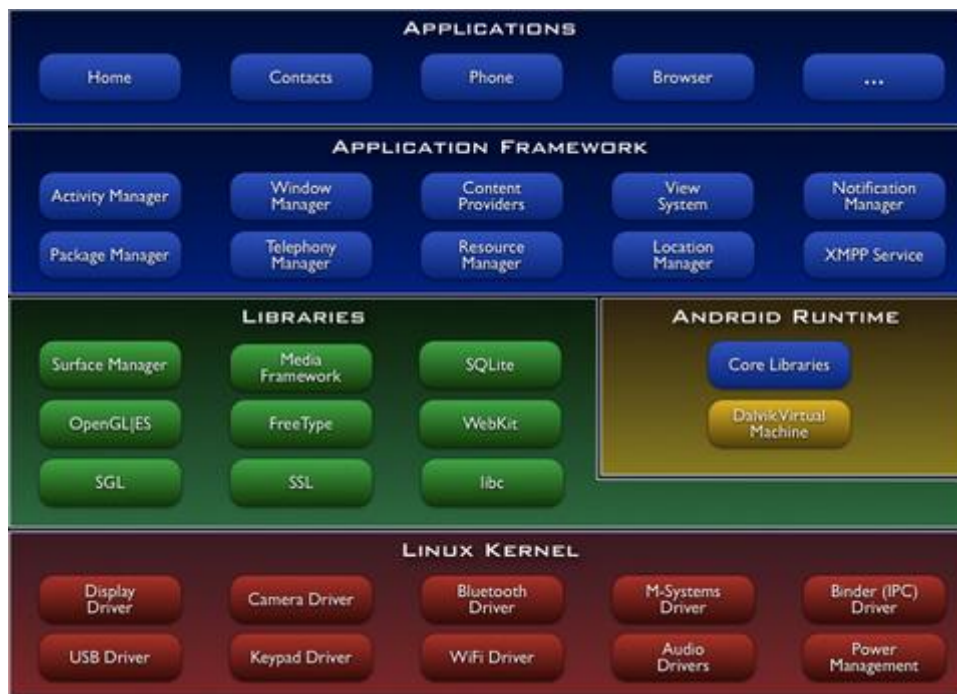 APPLICATIONS
Home
Contacts
Phone
Browser
...
APPLICATION FRAMEWORK
Activity Manager
Window
Manager
Content
Providers
View
System
Notification
Manager
Package Manager
Telephony
Manager
Resource
Manager
Location
Manager
XMPP Service
LIBRARIES
Surface Manager
Media
Framework
SQLite
OpenGL|ES
FreeType
WebKit
SGL
SSL
libc
ANDROID RUNTIME
Core Libraries
Dalvik Virtual
Machine
LINUX KERNEL
Display
Driver
Camera Driver
Bluetooth
Driver
M-Systems
Driver
Binder (IPC)
Driver
USB Driver
Keypad Driver
WiFi Driver
Audio
Drivers
Power
Management